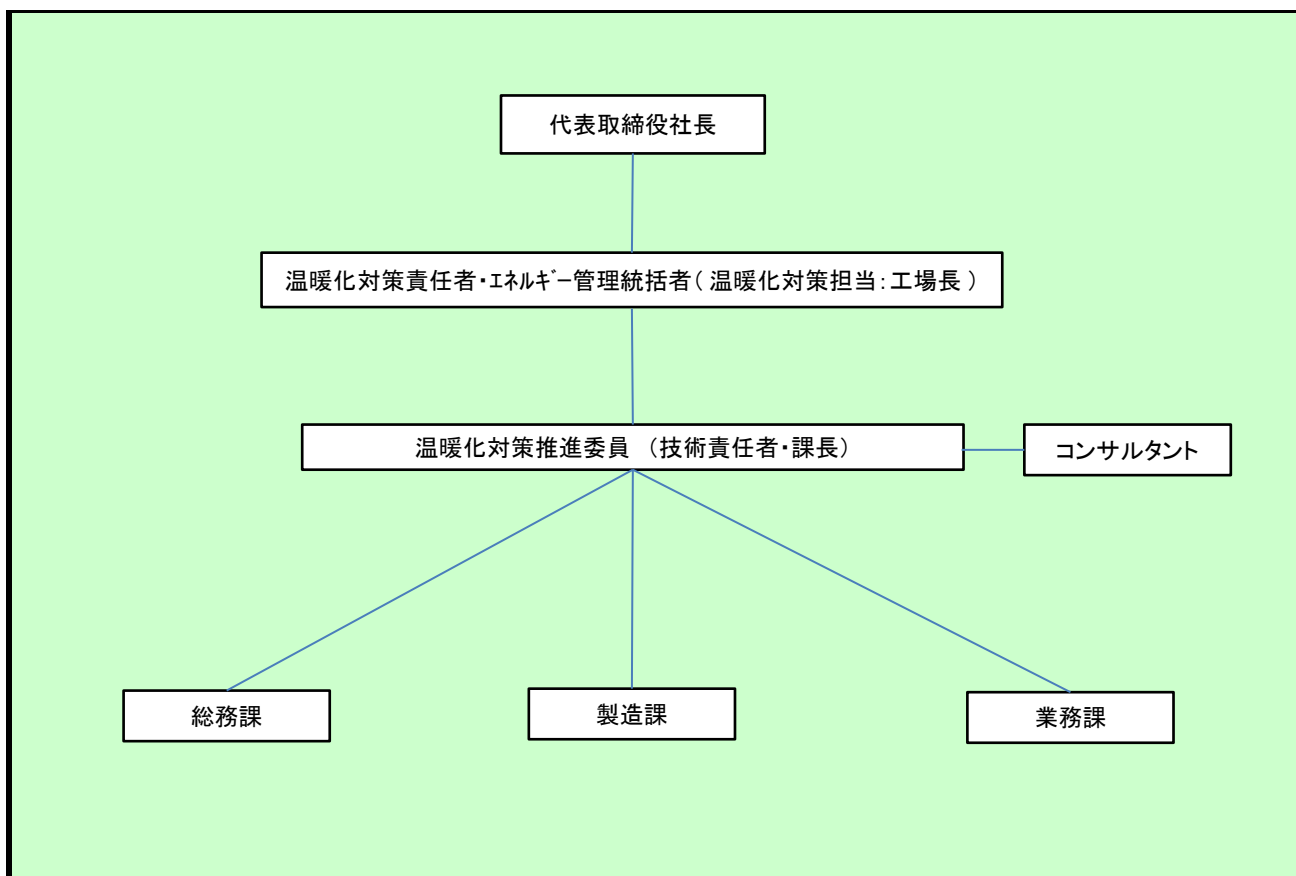 代表取締役社長
温暖化対策責任者・ｴﾈﾙｷﾞｰ管理統括者( 温暖化対策担当：工場長 )
温暖化対策推進委員　(技術責任者・課長)
コンサルタント
総務課
製造課
業務課